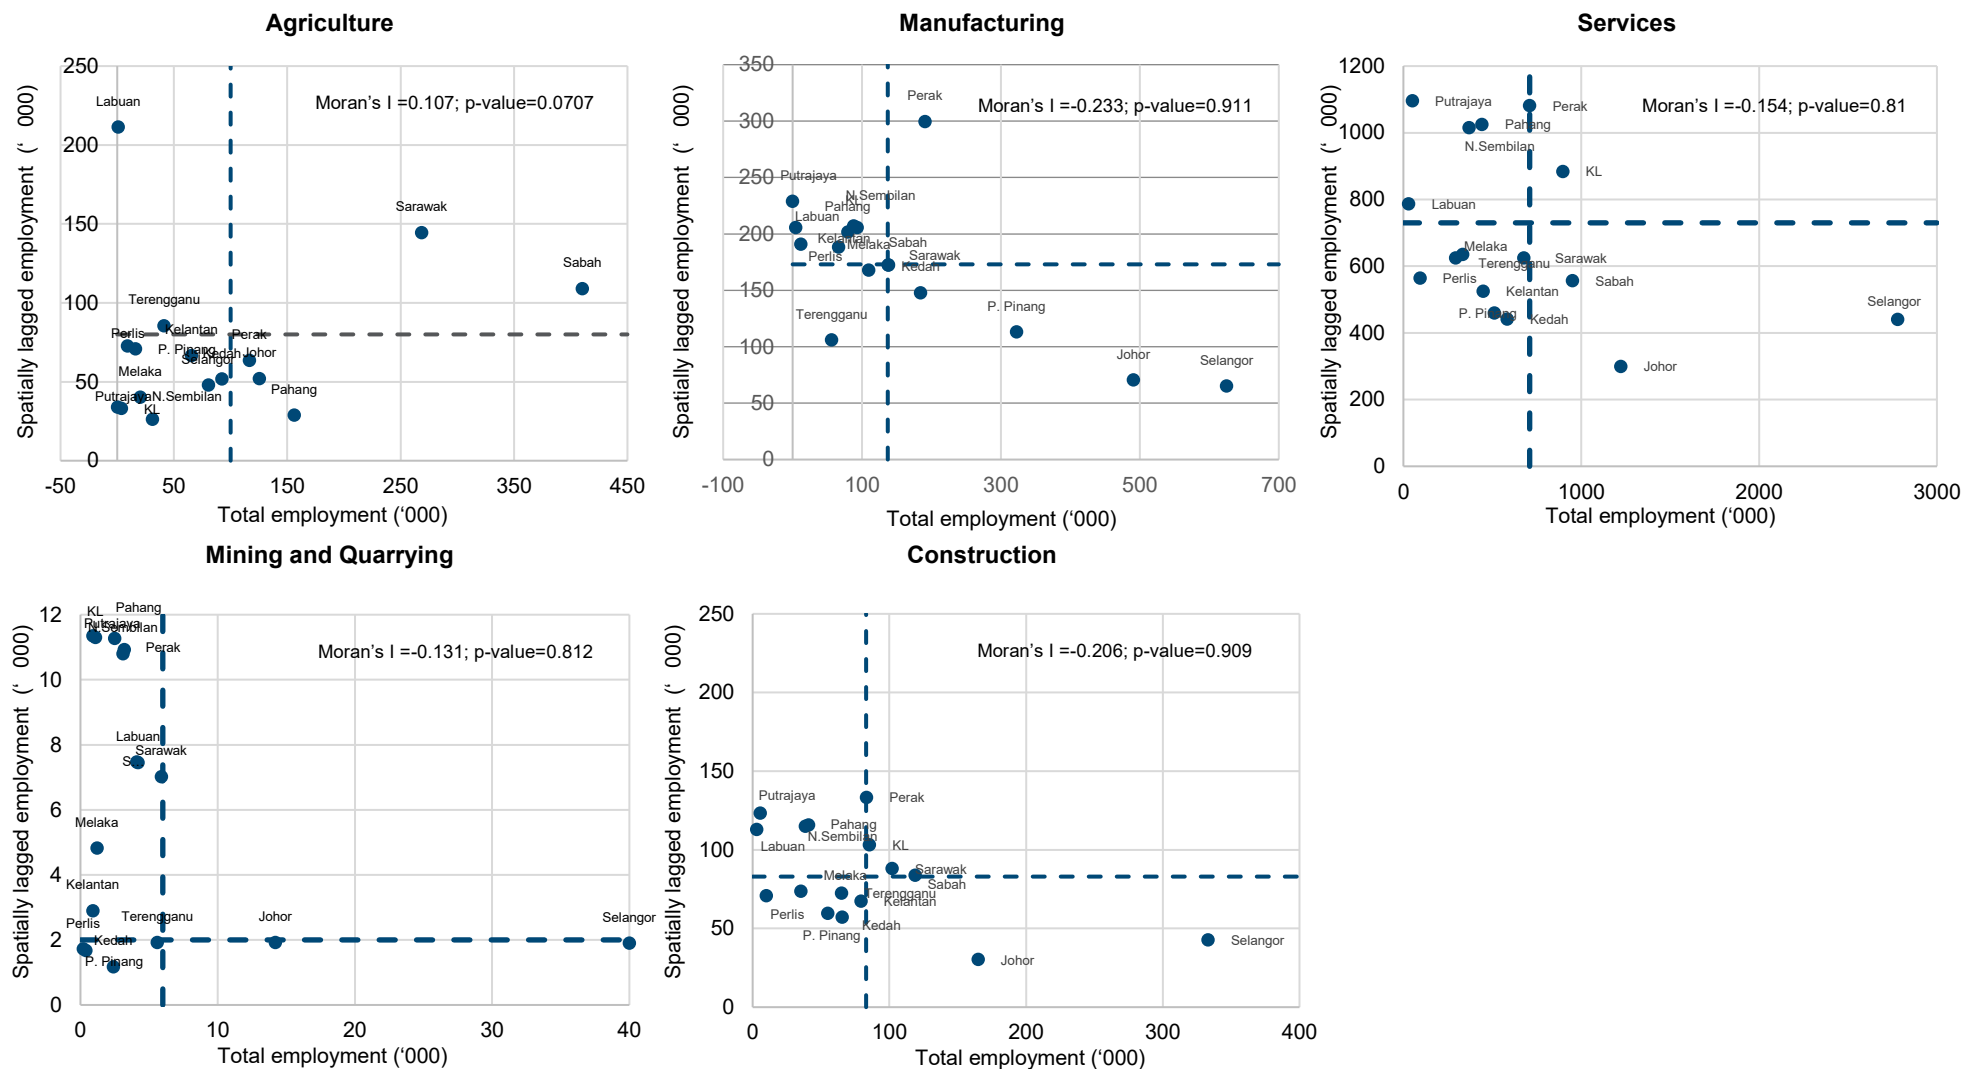 Agriculture
Spatially lagged employment (‘ 000)
250
200
150
100
50
0
-50
50
150
250
350
450
Total employment (‘000)
Moran’s I =0.107; p-value=0.0707
Labuan
Sarawak
Sabah
Terengganu
Perlis
Kelantan
Perak
P. Pinang
Kedah
Johor
Selangor
Melaka
Pahang
Putrajaya
N.Sembilan
KL
Manufacturing
Spatially lagged employment (‘ 000)
350
300
250
200
150
100
50
0
-100
100
300
500
700
Total employment (‘000)
Moran’s I =-0.233; p-value=0.911
Perak
Putrajaya
N.Sembilan
KL
Pahang
Labuan
Kelantan
Melaka
Sabah
Perlis
Sarawak
Kedah
P. Pinang
Terengganu
Johor
Selangor
Services
Spatially lagged employment (‘ 000)
1200
1000
800
600
400
200
0
0
1000
2000
3000
Total employment (‘000)
Moran’s I =-0.154; p-value=0.81
Putrajaya
Perak
Pahang
N.Sembilan
KL
Labuan
Melaka
Terengganu
Sarawak
Perlis
Kelantan
Sabah
P. Pinang
Kedah
Selangor
Johor
Mining and Quarrying
Spatially lagged employment (‘ 000)
12
10
8
6
4
2
0
0
10
20
30
40
Total employment (‘000)
Moran’s I =-0.131; p-value=0.812
KL
Pahang
Putrajaya
N.Sembilan
Perak
Labuan
Sarawak
S...
Melaka
Kelantan
Perlis
Terengganu
Johor
Selangor
Kedah
P. Pinang
Construction
Spatially lagged employment (‘ 000)
250
200
150
100
50
0
0
100
200
300
400
Total employment (‘000)
Moran’s I =-0.206; p-value=0.909
Putrajaya
Perak
Pahang
N.Sembilan
Labuan
KL
Sarawak
Melaka
Sabah
Terengganu
Kelantan
Perlis
Kedah
P. Pinang
Selangor
Johor